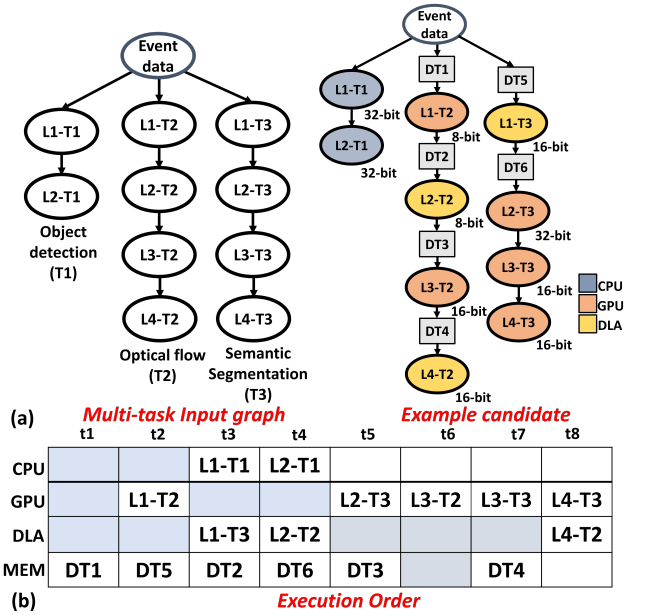 Event
data
L1-T1
L1-T2
L1-T3
L2-T1
L2-T2
L2-T3
Object
detection
(T1)
L3-T2
L3-T3
L4-T2
L4-T3
Optical flow
(T2)
Semantic
Segmentation
(T3)
Event
data
DT1
DT5
L1-T1
32-bit
L1-T2
8-bit
L1-T3
16-bit
L2-T1
32-bit
DT2
DT6
L2-T2
8-bit
L2-T3
32-bit
DT3
L3-T2
16-bit
L3-T3
16-bit
DT4
L4-T3
16-bit
L4-T2
16-bit
CPU
GPU
DLA
(a) Multi-task Input graph Example candidate
t1 t2 t3 t4 t5 t6 t7 t8
CPU L1-T1 L2-T1
GPU L1-T2 L2-T3 L3-T2 L3-T3 L4-T3
DLA L1-T3 L2-T2 L4-T2
MEM DT1 DT5 DT2 DT6 DT3 DT4
(b) Execution Order